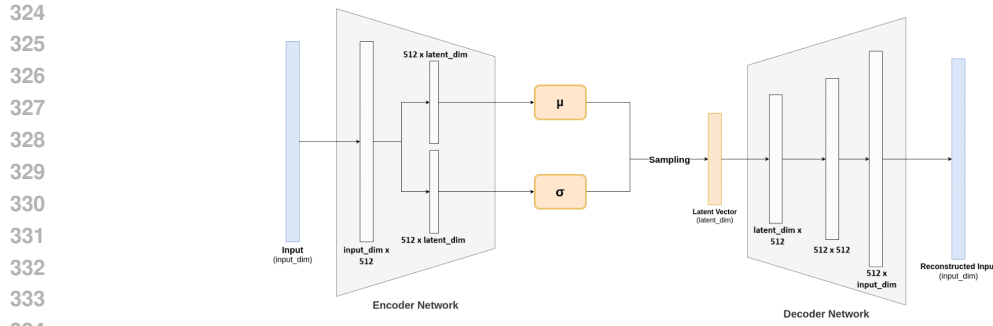 324
325
326
327
328
329
330
331
332
333
512 x latent_dim
μ
Sampling
σ
Input
(input_dim)
input_dim x
512
512 x latent_dim
Encoder Network
Latent Vector
(latent_dim)
latent_dim x
512
512 x 512
512 x
input_dim
Decoder Network
Reconstructed Input
(input_dim)